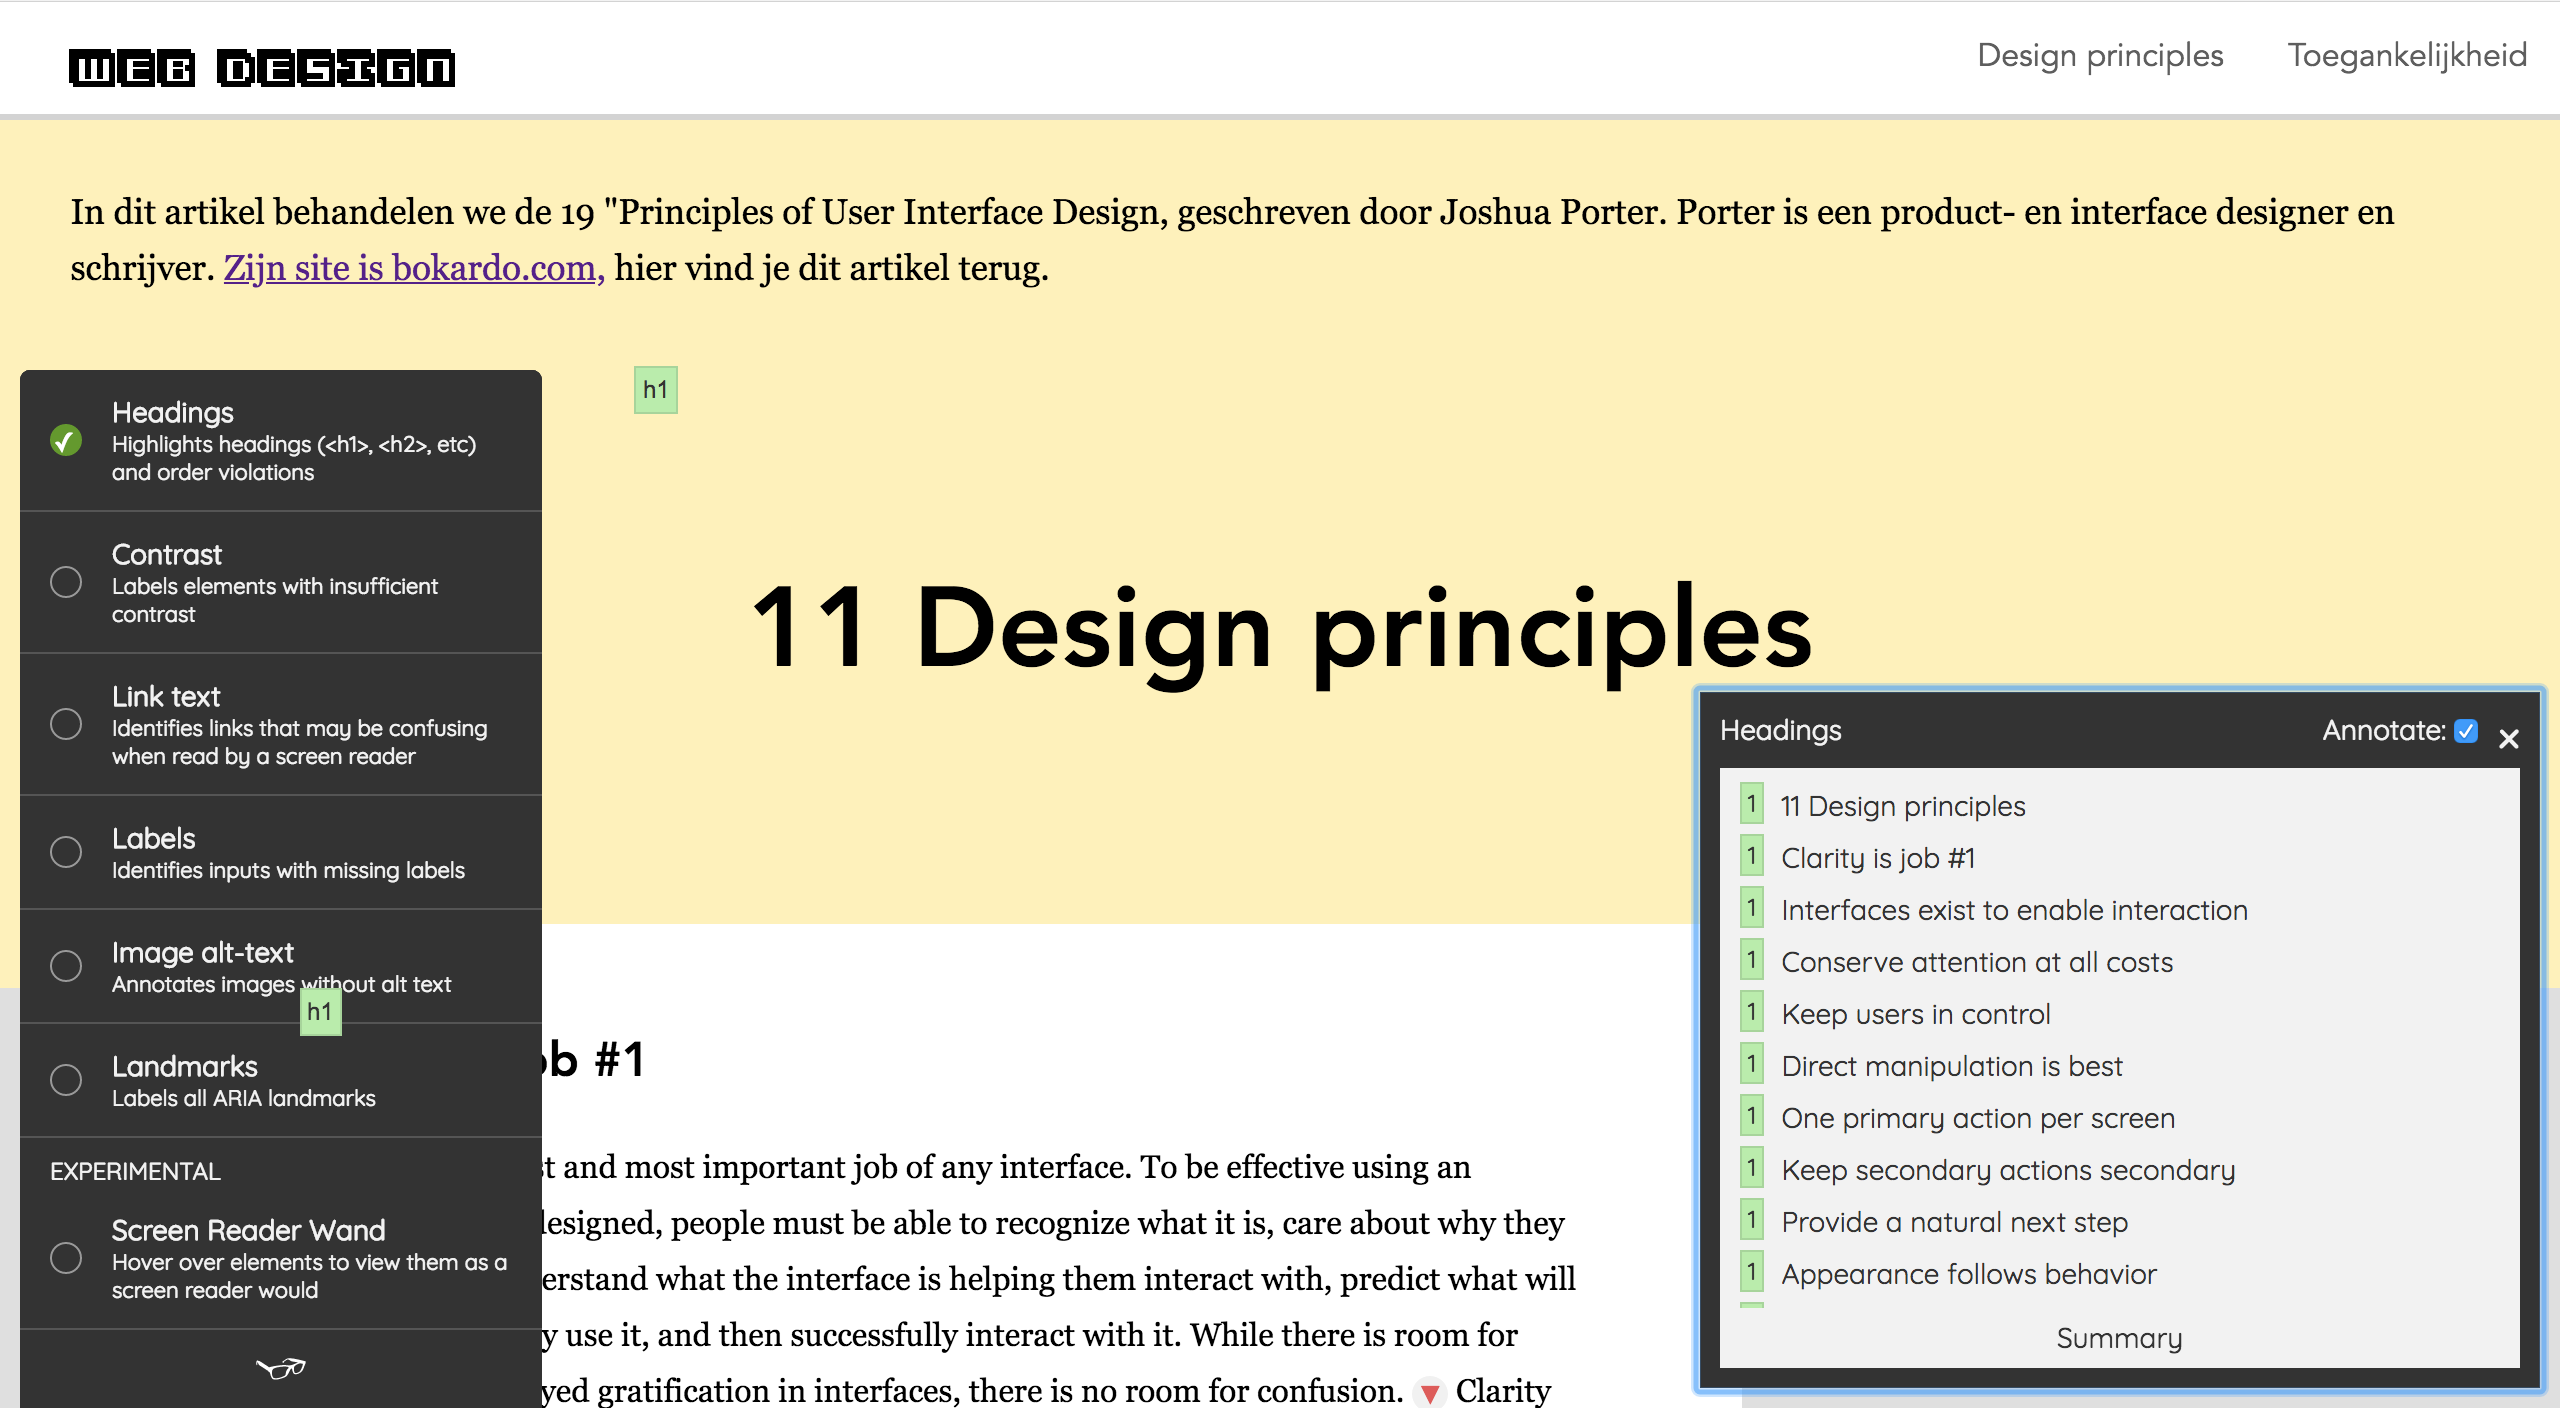 WEB DESIGN
Design principles
Toegankelijkheid
In dit artikel behandelen we de 19 "Principles of User Interface Design, geschreven door Joshua Porter. Porter is een product- en interface designer en
schrijver. Zijn site is bokardo.com, hier vind je dit artikel terug.
h1
11 Design principles
Headings
Highlights headings (<h1>, <h2>, etc)
and order violations
Contrast
Labels elements with insufficient
contrast
Link text
Identifies links that may be confusing
when read by a screen reader
Labels
Identifies inputs with missing labels
Image alt-text
Annotates images without alt text
h1
Landmarks
Labels all ARIA landmarks
EXPERIMENTAL
Screen Reader Wand
Hover over elements to view them as a
screen reader would
#1
and most important job of any interface. To be effective using an
people must be able to recognize what it is, care about why they
what the interface is helping them interact with, predict what will
use it, and then successfully interact with it. While there is room for
gratification in interfaces, there is no room for confusion. Clarity
Headings
Annotate:
1 11 Design principles
1 Clarity is job #1
1 Interfaces exist to enable interaction
1 Conserve attention at all costs
1 Keep users in control
1 Direct manipulation is best
1 One primary action per screen
1 Keep secondary actions secondary
1 Provide a natural next step
1 Appearance follows behavior
Summary